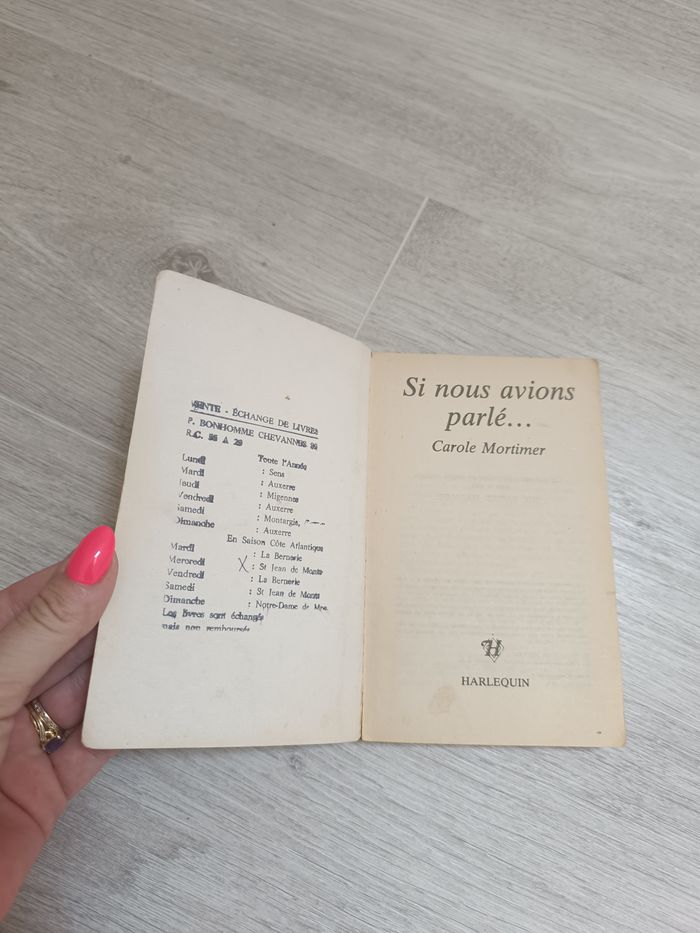 VENTE - ÉCHANGE DE LIVRES
P. BONHOMME CHEVANNES
R.C. A 29
Lundi Toute l'Année
Mardi : Sens
Jeudi : Auxerre
Vendredi : Migennes
Samedi : Auxerre
Dimanche : Montargis,
: Auxerre
En Saison Côte Atlantique
Mardi : La Bernerie
Mercredi X : St Jean de Monts
Vendredi : La Bernerie
Samedi : St Jean de Monts
Dimanche : Notre-Dame de Mts.
Les livres sont échangés
mais non remboursés
Si nous avions
parlé...
Carole Mortimer
H
HARLEQUIN